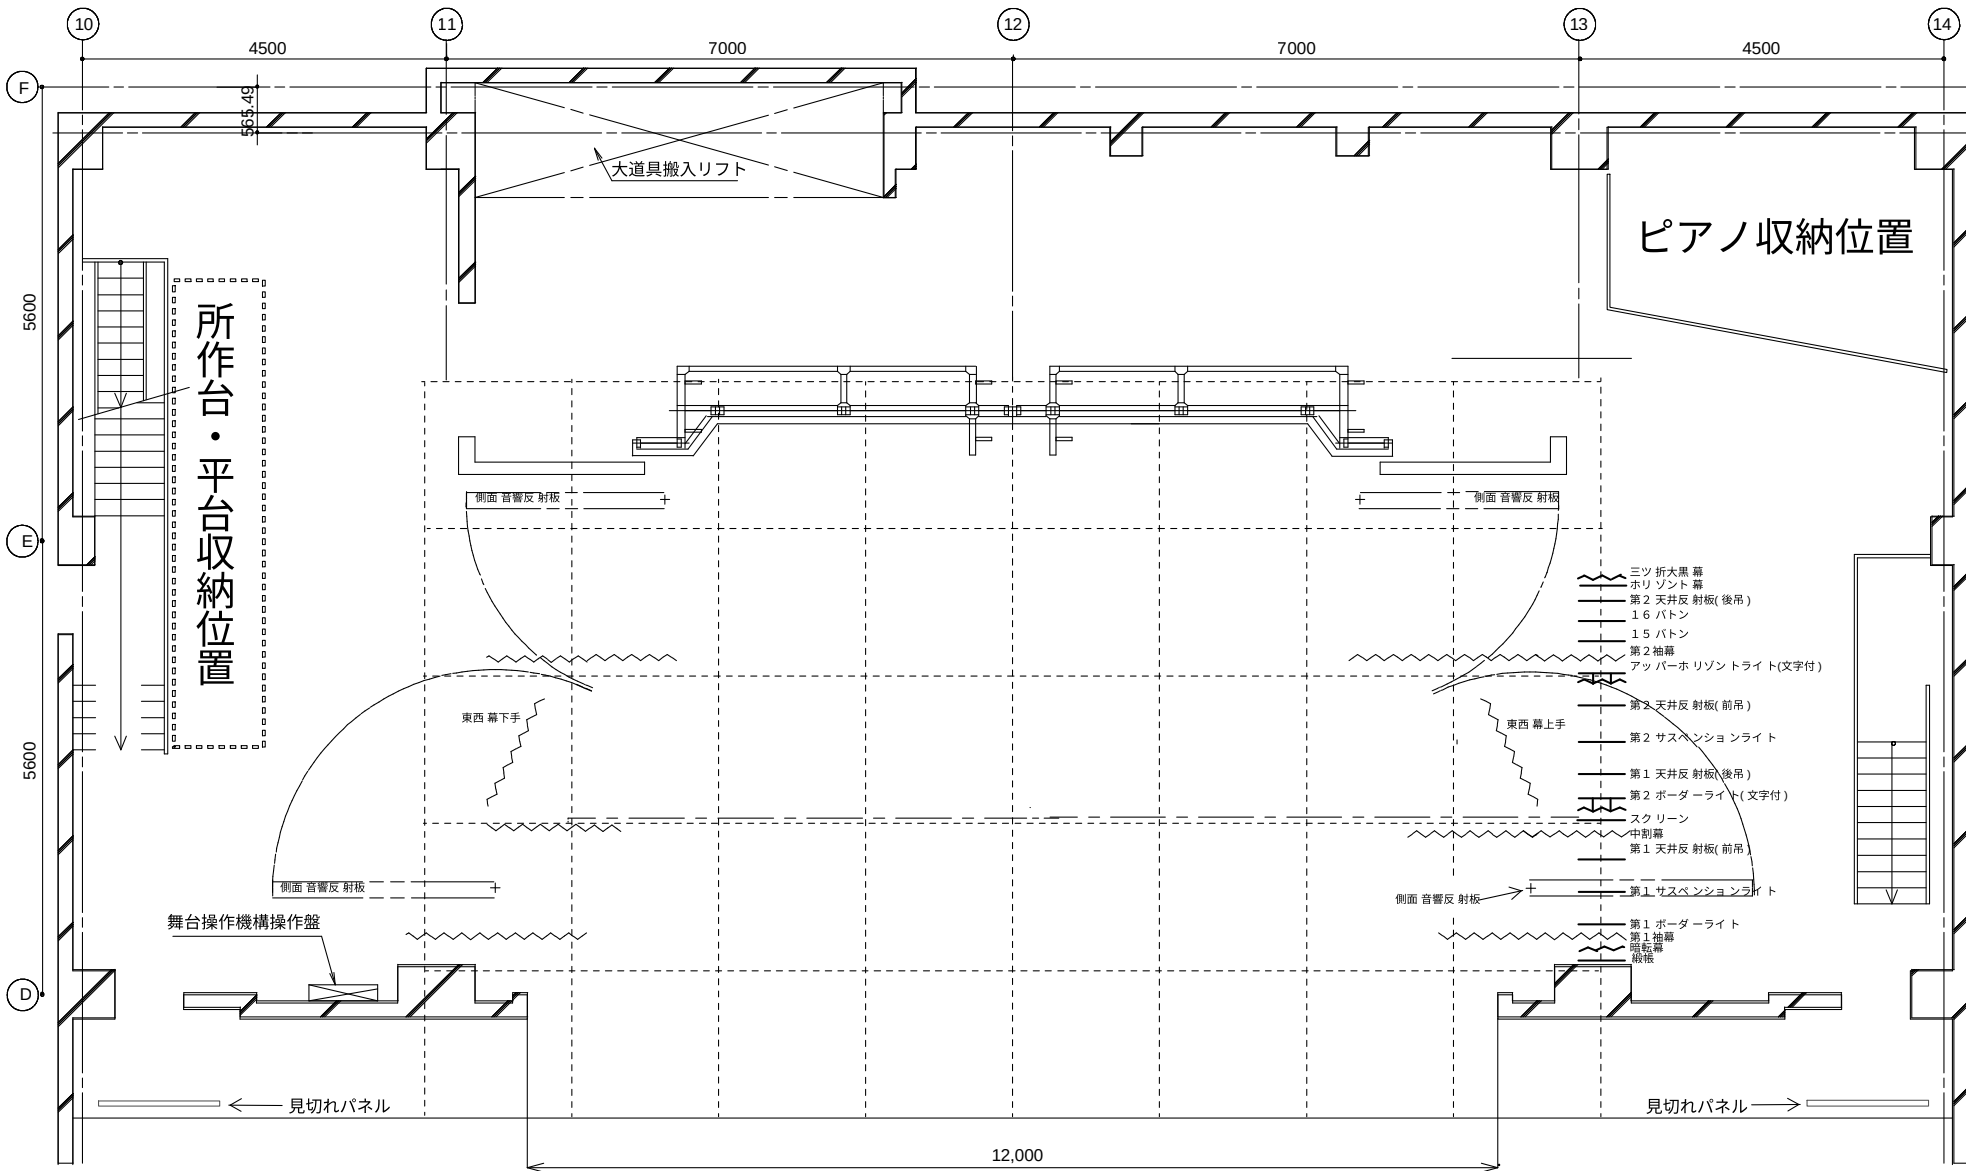 10
11
12
13
14
4500
7000
7000
4500
F
565.49
大道具搬入リフト
ピアノ収納位置
5600
所作台・平台収納位置
側面 音響反 射板
側面 音響反 射板
E
三ツ 折大黒 幕
ホリ ゾント 幕
第２ 天井反 射板( 後吊 )
１６ バトン
１５ バトン
第２袖幕
アッ パーホ リゾン トライ ト(文字付 )
第２ 天井反 射板( 前吊 )
東西 幕下手
東西 幕上手
第２ サスペ ンショ ンライ ト
5600
第１ 天井反 射板( 後吊 )
第２ ボーダ ーライ ト( 文字付 )
スク リーン
中割幕
第１ 天井反 射板( 前吊 )
側面 音響反 射板
側面 音響反 射板
第１ サスペ ンショ ンライ ト
舞台操作機構操作盤
第１ ボーダ ーライ ト
第１袖幕
暗転幕
緞帳
D
見切れパネル
見切れパネル
12,000